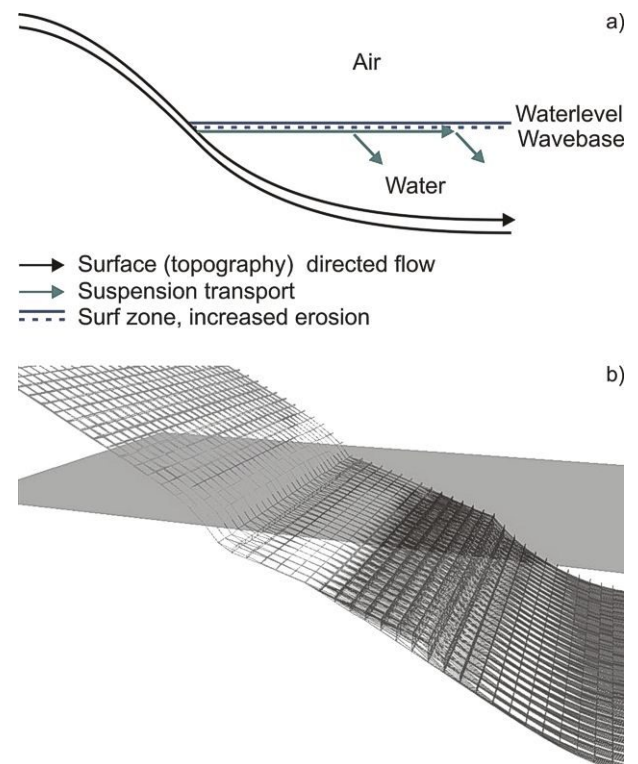 a)
Air
Waterlevel
Wavebase
Water
Surface (topography) directed flow
Suspension transport
Surf zone, increased erosion
b)